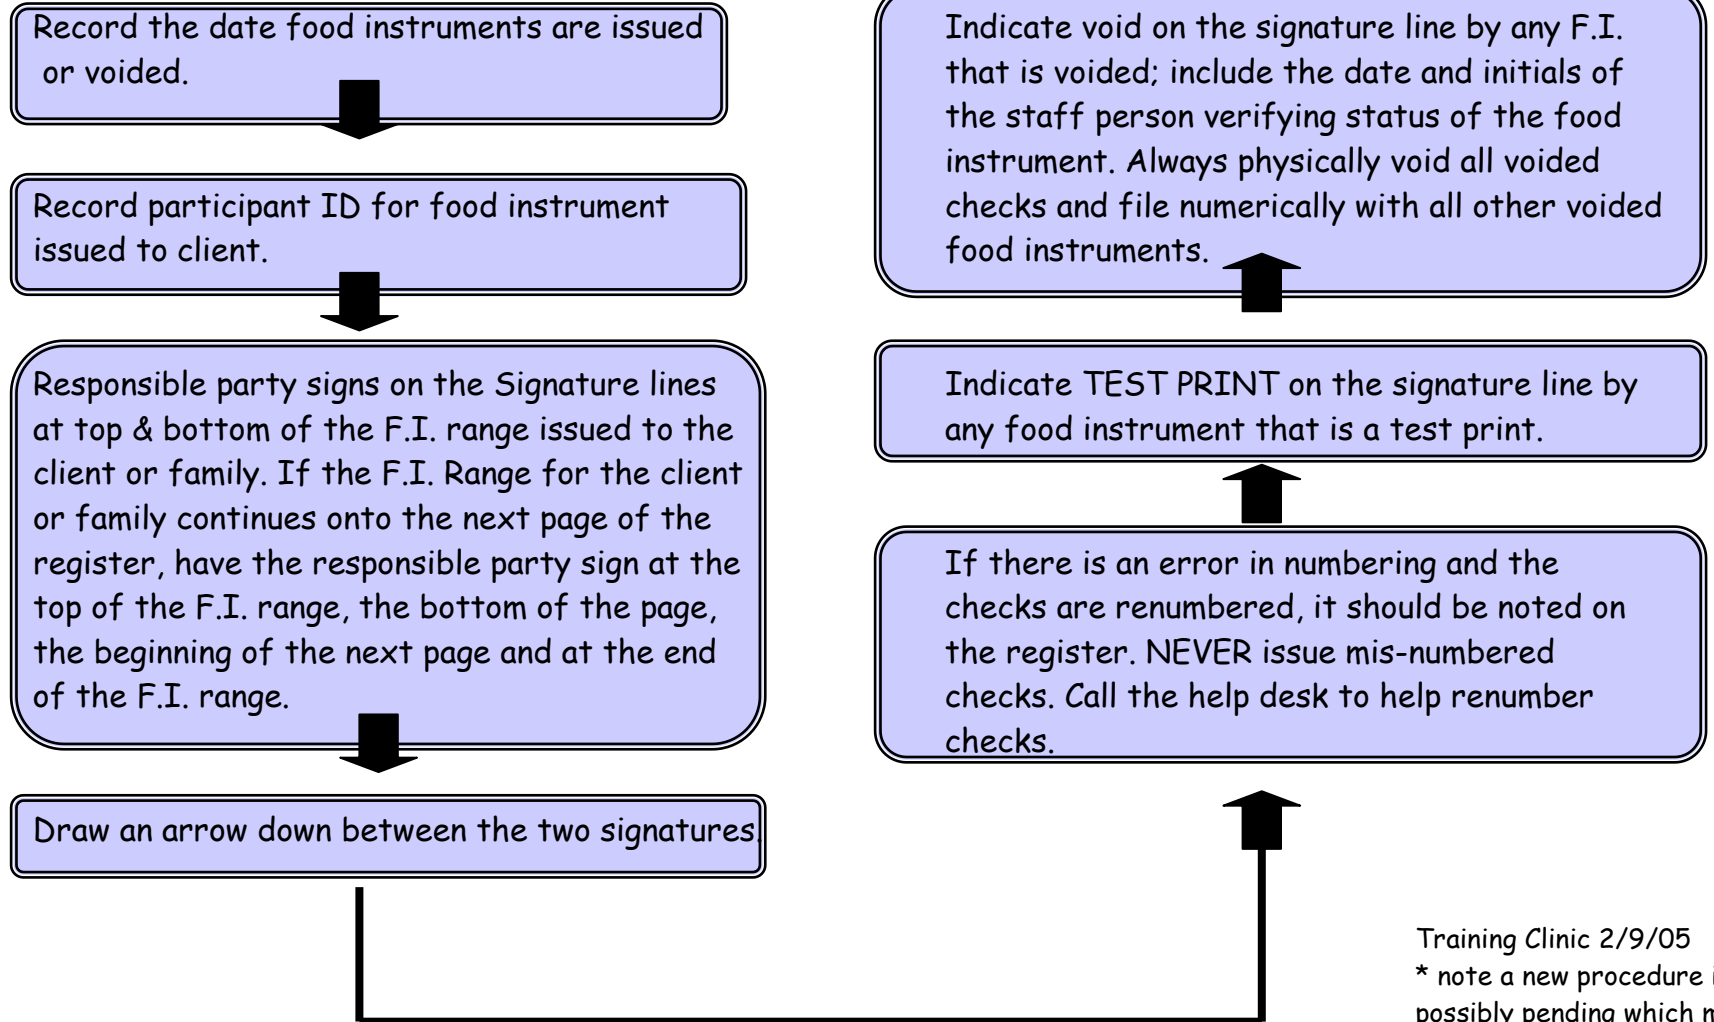 Record the date food instruments are issued
or voided.
Record participant ID for food instrument
issued to client.
Responsible party signs on the Signature lines
at top & bottom of the F.I. range issued to the
client or family. If the F.I. Range for the client
or family continues onto the next page of the
register, have the responsible party sign at the
top of the F.I. range, the bottom of the page,
the beginning of the next page and at the end
of the F.I. range.
Draw an arrow down between the two signatures.
If there is an error in numbering and the
checks are renumbered, it should be noted on
the register. NEVER issue mis-numbered
checks. Call the help desk to help renumber
checks.
Indicate TEST PRINT on the signature line by
any food instrument that is a test print.
Indicate void on the signature line by any F.I.
that is voided; include the date and initials of
the staff person verifying status of the food
instrument. Always physically void all voided
checks and file numerically with all other voided
food instruments.
Training Clinic 2/9/05
* note a new procedure
possibly pending which